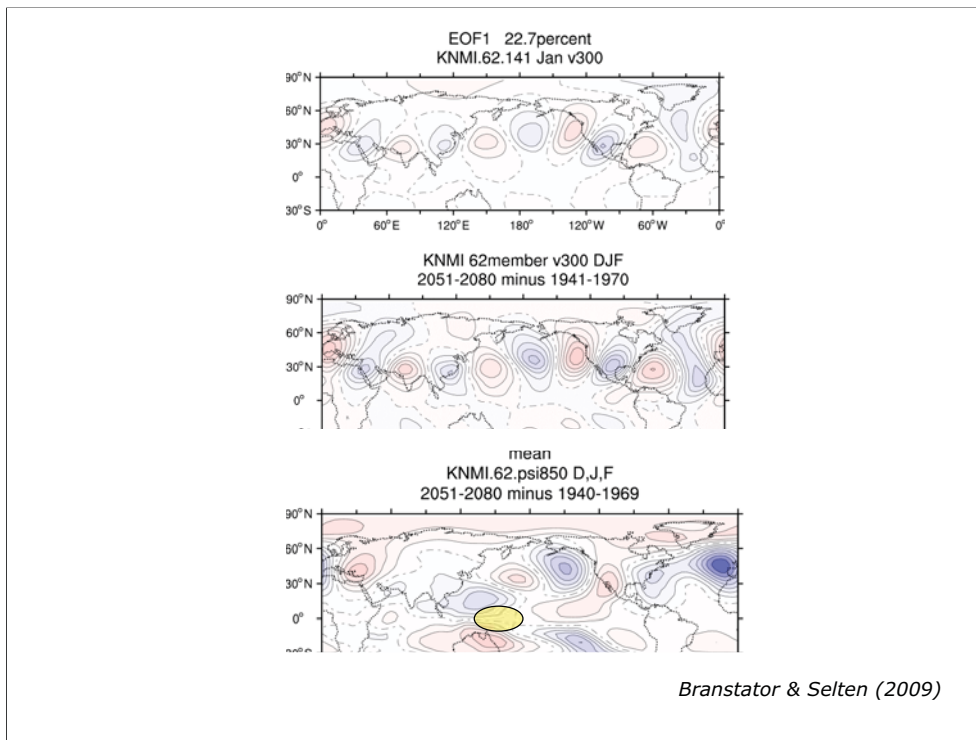 EOF1 22.7percent
KNMI.62.141 Jan v300
90°N
60°N
30°N
0°
30°S
0° 60°E 120°E 180° 120°W 60°W 0°
KNMI 62member v300 DJF
2051-2080 minus 1941-1970
90°N
60°N
30°N
0°
mean
KNMI.62.psi850 D,J,F
2051-2080 minus 1940-1969
90°N
60°N
30°N
0°
Branstator & Selten (2009)